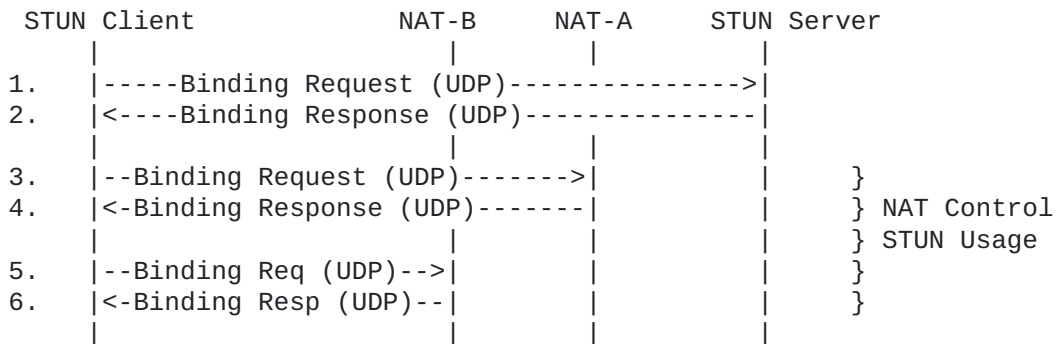 STUN Client              NAT-B     NAT-A     STUN Server
     |                      |        |          |
1.   |-----Binding Request (UDP)--------------->|
2.   |<----Binding Response (UDP)---------------|
     |                      |        |          |
3.   |--Binding Request (UDP)------->|          |     }
4.   |<-Binding Response (UDP)-------|          |     } NAT Control
     |                      |        |          |     } STUN Usage
5.   |--Binding Req (UDP)-->|        |          |     }
6.   |<-Binding Resp (UDP)--|        |          |     }
     |                      |        |          |